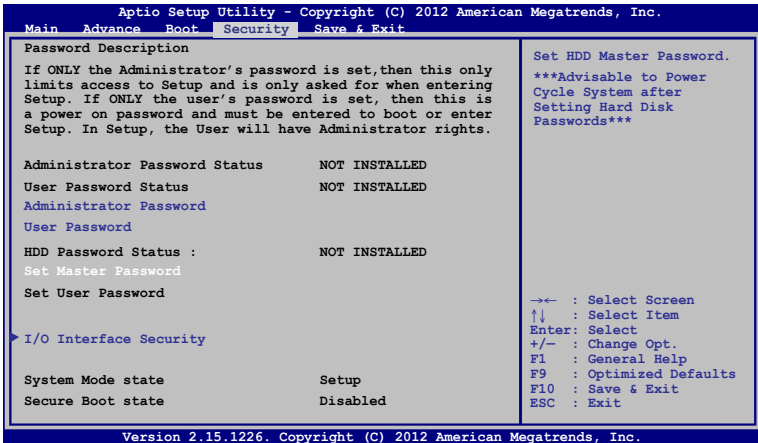 Aptio Setup Utility - Copyright (C) 2012 American Megatrends, Inc.
Main Advance Boot Security Save & Exit
Password Description
If ONLY the Administrator's password is set,then this only
limits access to Setup and is only asked for when entering
Setup. If ONLY the user's password is set, then this is
a power on password and must be entered to boot or enter
Setup. In Setup, the User will have Administrator rights.
Administrator Password Status NOT INSTALLED
User Password Status NOT INSTALLED
Administrator Password
User Password
HDD Password Status : NOT INSTALLED
Set Master Password
Set User Password
I/O Interface Security
System Mode state Setup
Secure Boot state Disabled
Set HDD Master Password.
***Advisable to Power
Cycle System after
Setting Hard Disk
Passwords***
→← : Select Screen
↑↓ : Select Item
Enter: Select
+/— : Change Opt.
F1 : General Help
F9 : Optimized Defaults
F10 : Save & Exit
ESC : Exit
Version 2.15.1226. Copyright (C) 2012 American Megatrends, Inc.